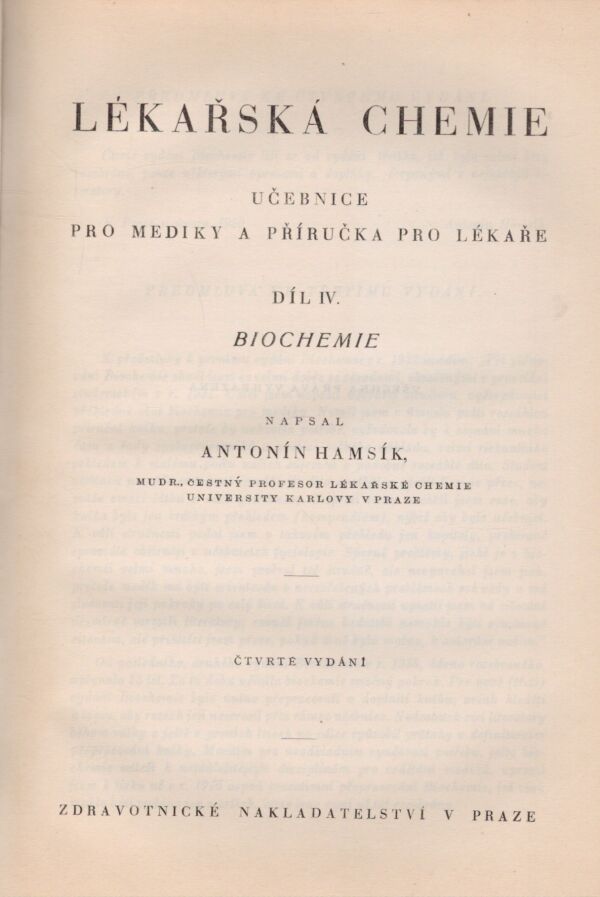 LÉKAŘSKÁ CHEMIE
UČEBNICE
PRO MEDIKY A PŘÍRUČKA PRO LÉKAŘE
DÍL IV.
BIOCHEMIE
NAPSAL
ANTONÍN HAMSÍK,
MUDR., ČESTNÝ PROFESOR LÉKAŘSKÉ CHEMIE
UNIVERSITY KARLOVY V PRAZE
ČTVRTÉ VYDÁNÍ
ZDRAVOTNICKÉ NAKLADATELSTVÍ V PRAZE